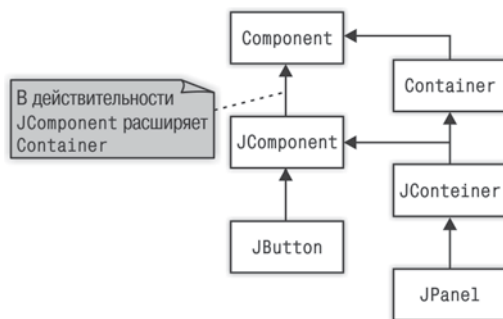 Component
Container
В действительности
JComponent расширяет
Container
JComponent
JConteiner
JButton
JPanel